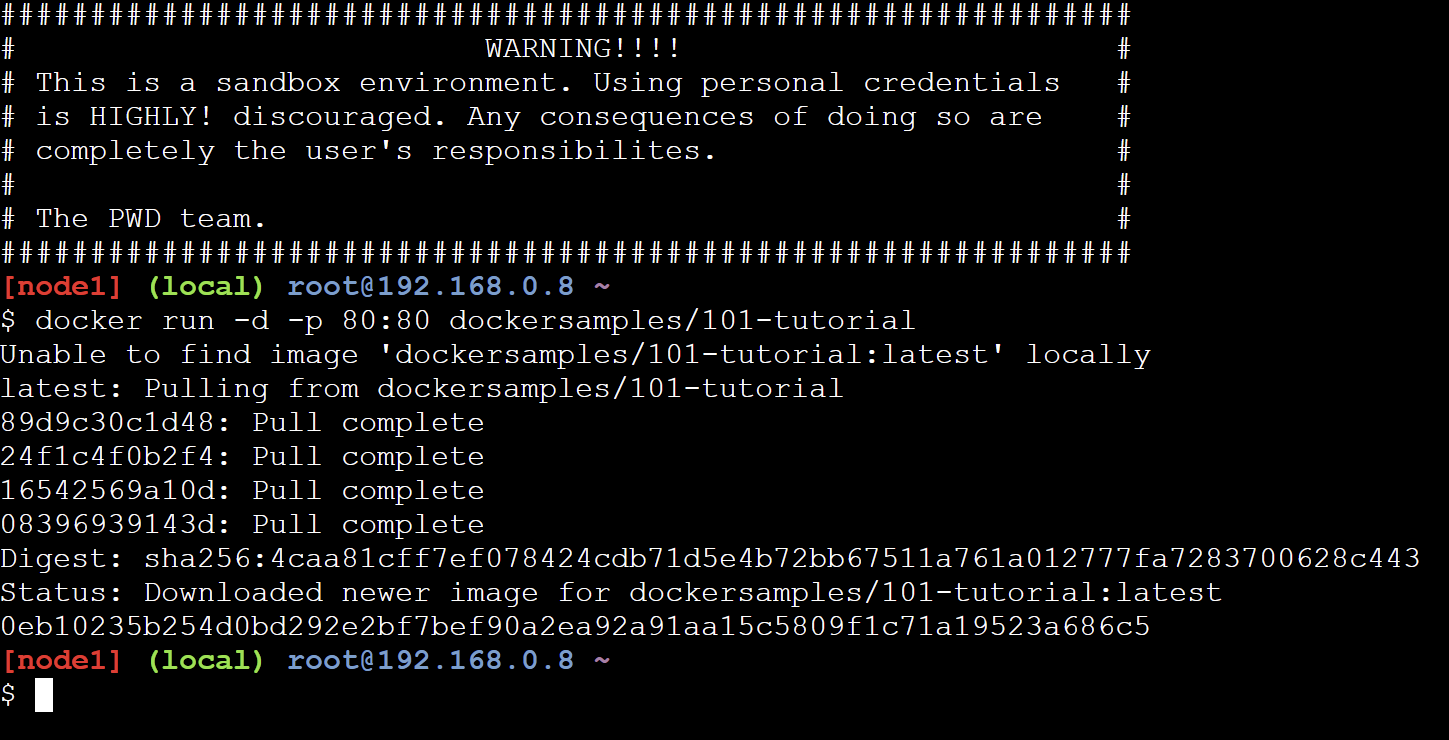 ###############################################################
# WARNING!!!! #
# This is a sandbox environment. Using personal credentials #
# is HIGHLY! discouraged. Any consequences of doing so are #
# completely the user's responsibilites. #
# #
# The PWD team. #
###############################################################
[node1] (local) root@192.168.0.8 ~
$ docker run -d -p 80:80 dockersamples/101-tutorial
Unable to find image 'dockersamples/101-tutorial:latest' locally
latest: Pulling from dockersamples/101-tutorial
89d9c30c1d48: Pull complete
24f1c4f0b2f4: Pull complete
16542569a10d: Pull complete
08396939143d: Pull complete
Digest: sha256:4caa81cff7ef078424cdb71d5e4b72bb67511a761a012777fa7283700628c443
Status: Downloaded newer image for dockersamples/101-tutorial:latest
0eb10235b254d0bd292e2bf7bef90a2ea92a91aa15c5809f1c71a19523a686c5
[node1] (local) root@192.168.0.8 ~
$